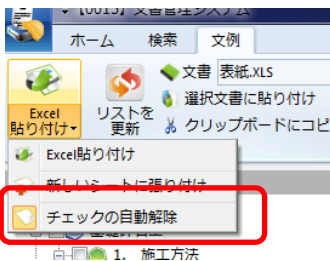 [0013] 文書管理システム
ホーム 検索 文例
Excel
貼り付け
リストを
更新
文書 表紙.XLS
選択文書に貼り付け
クリップボードにコピ
Excel貼り付け
新しいシートに張り付け
チェックの自動解除
1. 施工方法